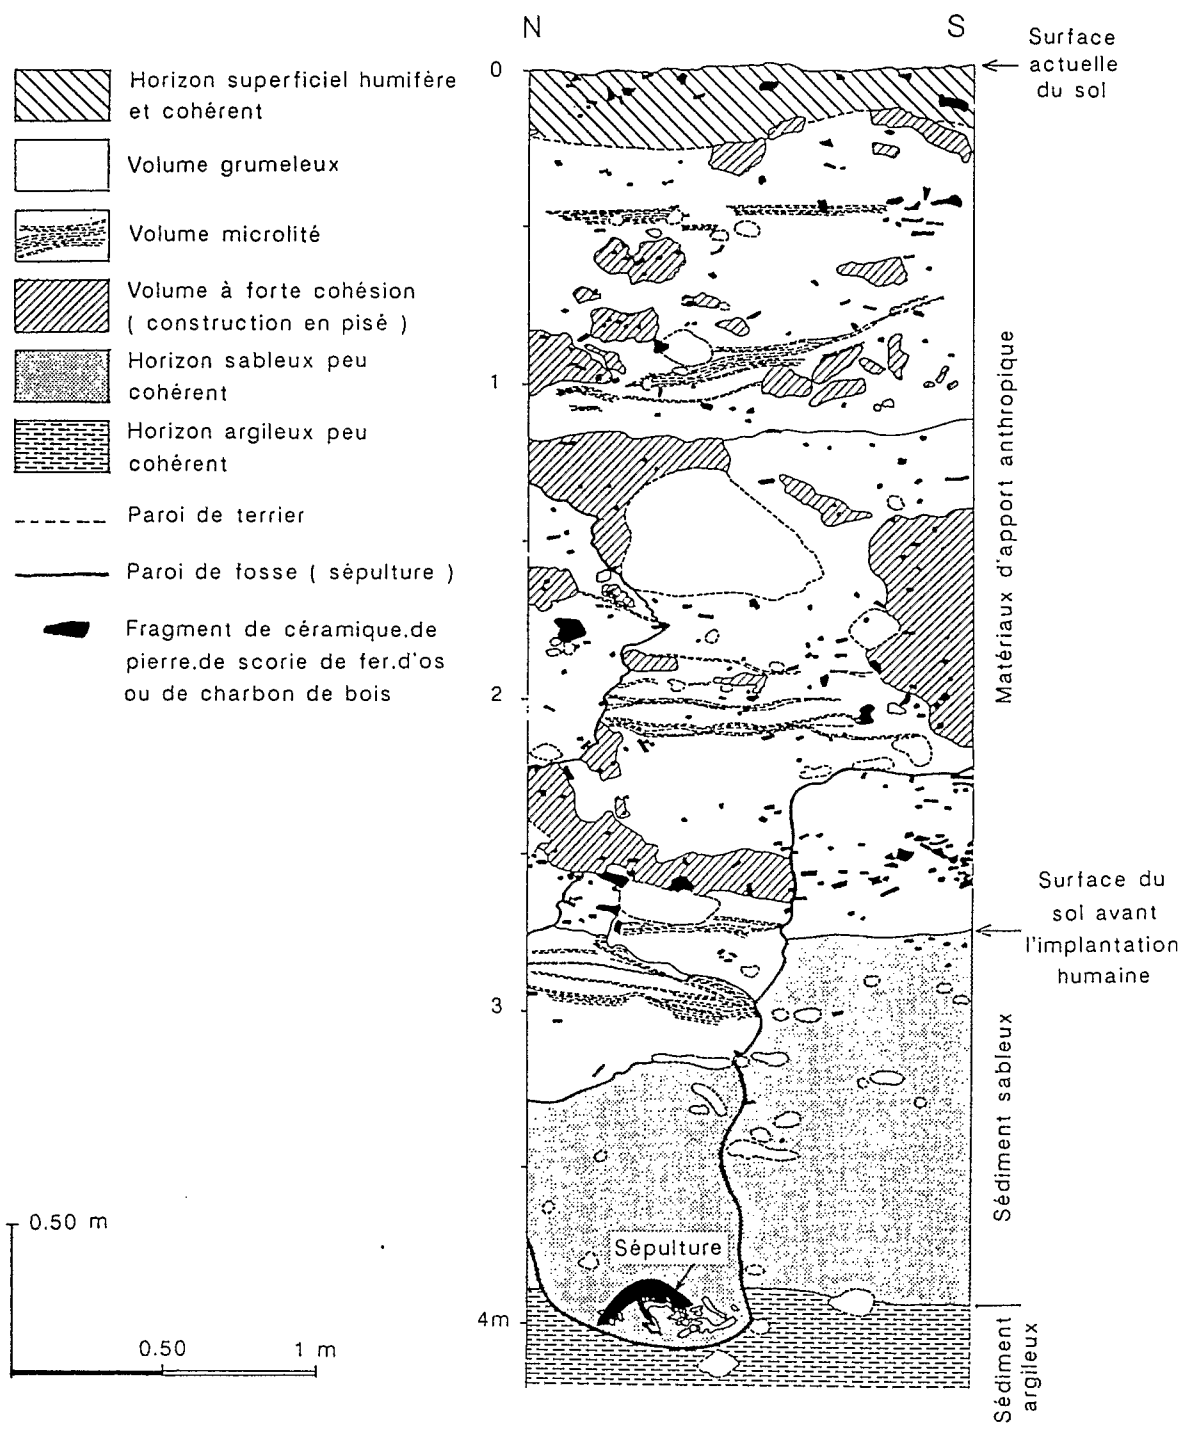 N
S
Surface
actuelle
du sol
0
Horizon superficiel humifère
et cohérent
Volume grumeleux
Volume microlité
Volume à forte cohésion
( construction en pisé )
Horizon sableux peu
cohérent
Horizon argileux peu
cohérent
Paroi de terrier
Paroi de fosse ( sépulture )
Fragment de céramique.de
pierre.de scorie de fer.d'os
ou de charbon de bois
1
2
3
4m
Matériaux d'apport anthropique
Surface du
sol avant
l'implantation
humaine
Sédiment sableux
Sédiment
argileux
Sépulture
0.50 m
0.50
1 m